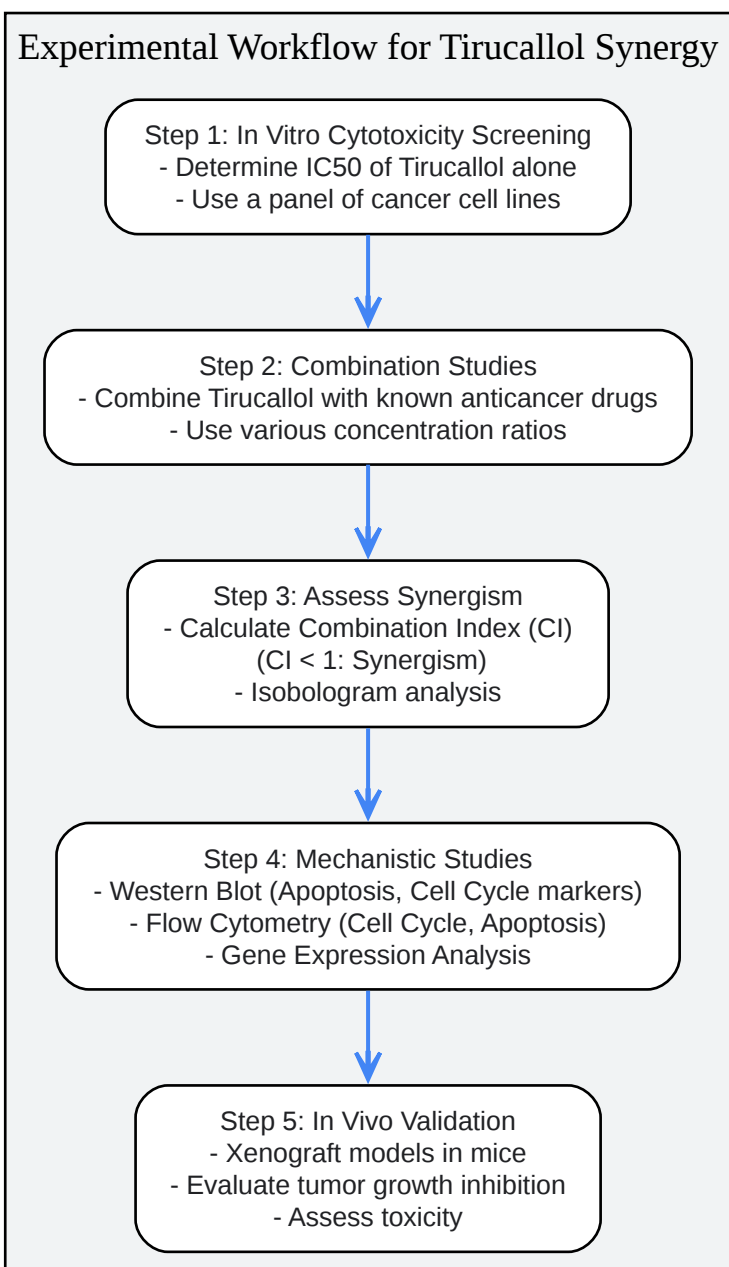 Experimental Workflow for Tirucallol Synergy
Step 1: In Vitro Cytotoxicity Screening
- Determine IC50 of Tirucallol alone
- Use a panel of cancer cell lines
Step 2: Combination Studies
- Combine Tirucallol with known anticancer drugs
- Use various concentration ratios
Step 3: Assess Synergism
- Calculate Combination Index (CI)
(CI < 1: Synergism)
- Isobologram analysis
Step 4: Mechanistic Studies
- Western Blot (Apoptosis, Cell Cycle markers)
- Flow Cytometry (Cell Cycle, Apoptosis)
- Gene Expression Analysis
Step 5: In Vivo Validation
- Xenograft models in mice
- Evaluate tumor growth inhibition
- Assess toxicity